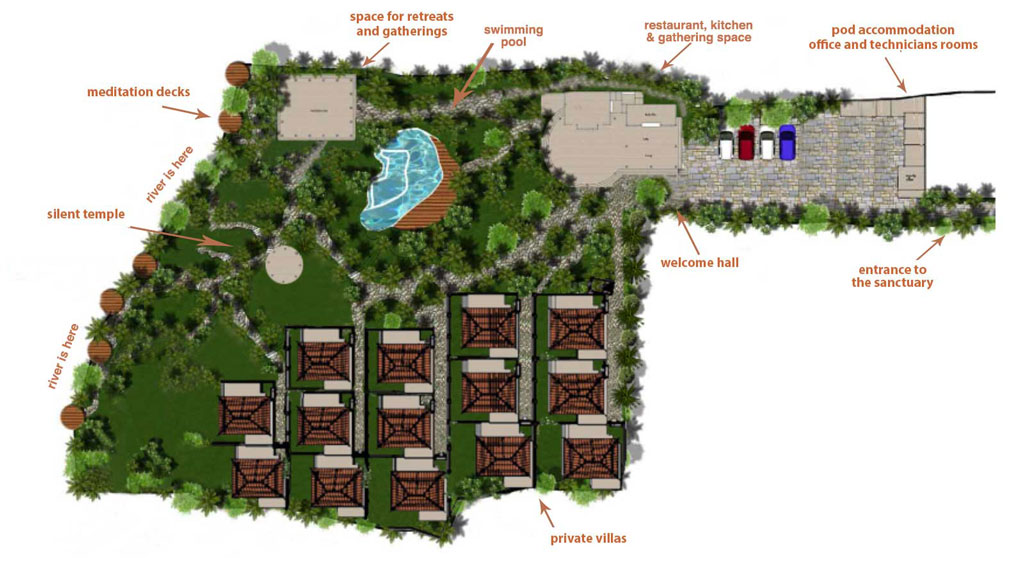 space for retreats
and gatherings
swimming
pool
restaurant, kitchen
& gathering space
pod accommodation
office and technicians rooms
meditation decks
river is here
silent temple
welcome hall
entrance to
the sanctuary
river is here
private villas